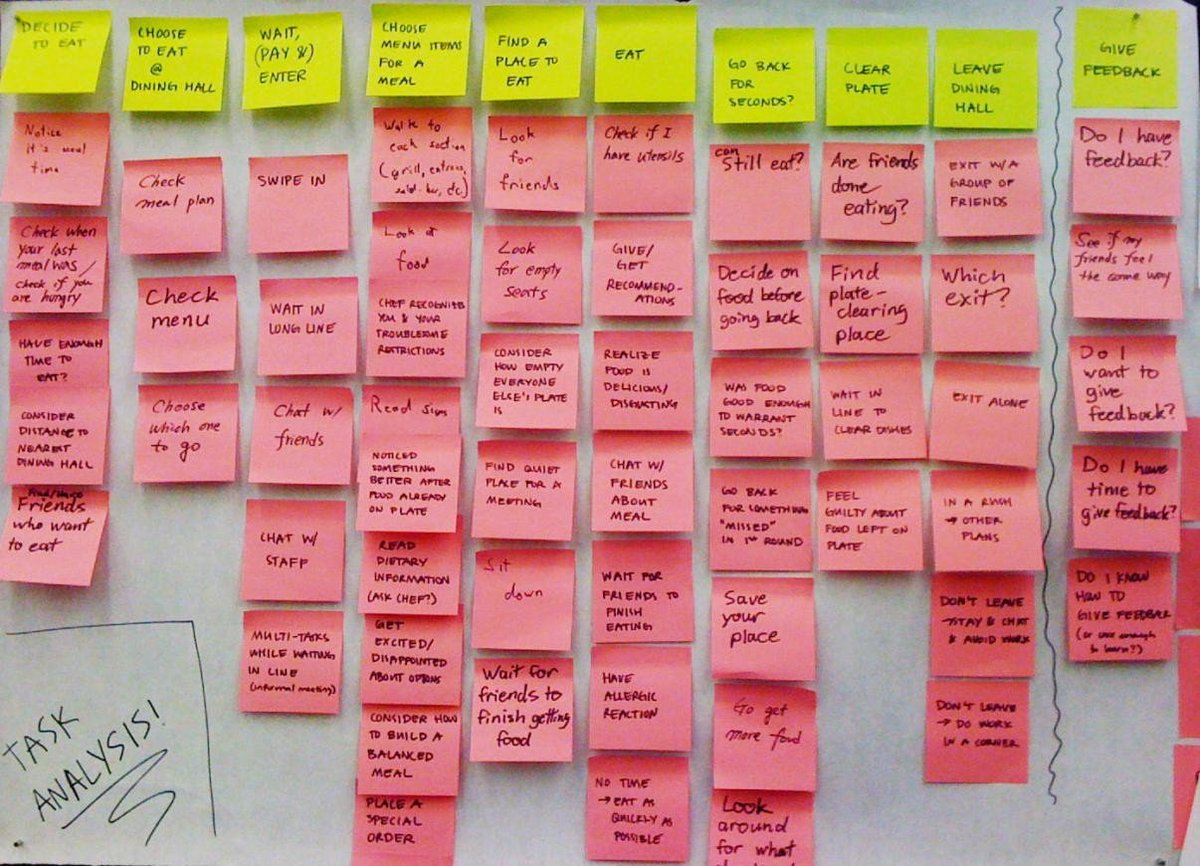 DECIDE
TO EAT
Notice
it's meal
time
Check when
your last
meal was/
check if you
are hungry
HAVE ENOUGH
TIME TO
EAT?
CONSIDER
DISTANCE TO
NEAREST
DINING HALL
Friends
who want
to eat
CHOOSE
TO EAT
@
DINING HALL
Check
meal plan
Check
menu
Choose
which one
to go
WAIT,
(PAY &)
ENTER
SWIPE IN
WAIT IN
LONG LINE
Chat w/
friends
CHAT W/
STAFF
MULTI-TASKS
WHILE WAITING
IN LINE
(informal meeting)
CHOOSE
MENU ITEMS
FOR A
MEAL
Walk to
each section
(grill, entrees,
salad bar, etc)
Look at
food
CHEF RECOGNIZES
YOU & YOUR
TROUBLESOME
RESTRICTIONS
Read signs
NOTICED
SOMETHING
BETTER AFTER
FOOD ALREADY
ON PLATE
READ
DIETARY
INFORMATION
(ASK CHEF?)
GET
EXCITED/
DISAPPOINTED
ABOUT OPTIONS
CONSIDER HOW
TO BUILD A
BALANCED
MEAL
PLACE A
SPECIAL
ORDER
FIND A
PLACE TO
EAT
Look
for
friends
Look
for empty
seats
CONSIDER
HOW EMPTY
EVERYONE
ELSE'S PLATE
IS
FIND QUIET
PLACE FOR A
MEETING
Sit
down
Wait for
friends to
finish getting
food
EAT
Check if I
have utensils
GIVE/
GET
RECOMMEND-
ATIONS
REALIZE
FOOD IS
DELICIOUS/
DISGUSTING
CHAT W/
FRIENDS
ABOUT
MEAL
WAIT FOR
FRIENDS TO
FINISH
EATING
HAVE
ALLERGIC
REACTION
NO TIME
→ EAT AS
QUICKLY AS
POSSIBLE
GO BACK
FOR
SECONDS?
can
Still eat?
Decide on
food before
going back
WAS FOOD
GOOD ENOUGH
TO WARRANT
SECONDS?
GO BACK
FOR SOMETHING
"MISSED"
IN 1st ROUND
Save
your
place
Go get
more food
Look
around
for what
CLEAR
PLATE
Are friends
done
eating?
Find
plate-
clearing
place
WAIT IN
LINE TO
CLEAR DISHES
FEEL
GUILTY ABOUT
FOOD LEFT ON
PLATE
LEAVE
DINING
HALL
EXIT W/A
GROUP OF
FRIENDS
Which
exit?
EXIT ALONE
IN A RUSH
→ OTHER
PLANS
DON'T LEAVE
→ STAY & CHAT
& AVOID WORK
DON'T LEAVE
→ DO WORK
IN A CORNER
GIVE
FEEDBACK
Do I have
feedback?
See if my
friends feel
the same way
Do I
want to
give
feedback?
Do I have
time to
give feedback?
DO I KNOW
HOW TO
GIVE FEEDBACK
(or care enough
to learn?)
TASK
ANALYSIS!